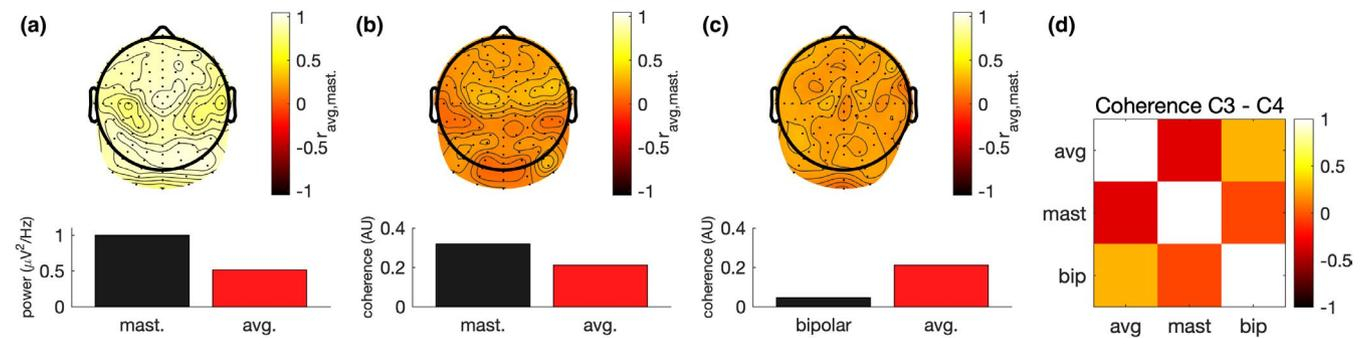 (a)
1
0.5
0
-0.5
-1
r avg,mast.
power (µV²/Hz)
1
0.5
0
mast.
avg.
(b)
1
0.5
0
-0.5
-1
r avg,mast.
coherence (AU)
0.4
0.2
0
mast.
avg.
(c)
1
0.5
0
-0.5
-1
r avg,mast.
coherence (AU)
0.4
0.2
0
bipolar
avg.
(d)
Coherence C3 - C4
avg
mast
bip
avg
mast
bip
1
0.5
0
-0.5
-1